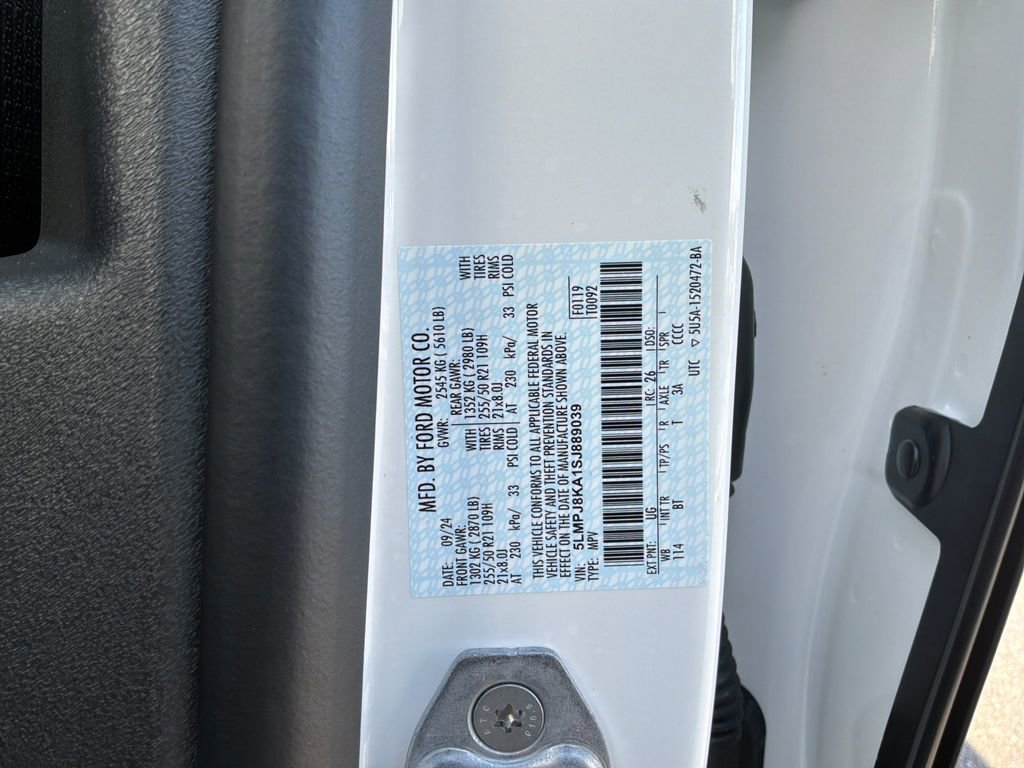 MFD. BY FORD MOTOR CO.
DATE: 09/24 GVWR: 2545 KG ( 5610 LB)
FRONT GAWR: REAR GAWR:
1302 KG ( 2870 LB) WITH 1352 KG ( 2980 LB) WITH
255/50 R21 109H TIRES 255/50 R21 109H TIRES
21x8.0J RIMS 21x8.0J RIMS
AT 230 kPa/ 33 PSI COLD AT 230 kPa/ 33 PSI COLD
THIS VEHICLE CONFORMS TO ALL APPLICABLE FEDERAL MOTOR
VEHICLE SAFETY AND THEFT PREVENTION STANDARDS IN
EFFECT ON THE DATE OF MANUFACTURE SHOWN ABOVE.
VIN: 5LMPJ8KA1SJ889039 F0119
TYPE: MPV T0092
EXT PNT: UG RC: 26 DSO:
WB INT TR TP/PS R AXLE TR SPR
114 BT T 3A CCCC
UTC ▽ 3U5A-1520472-BA